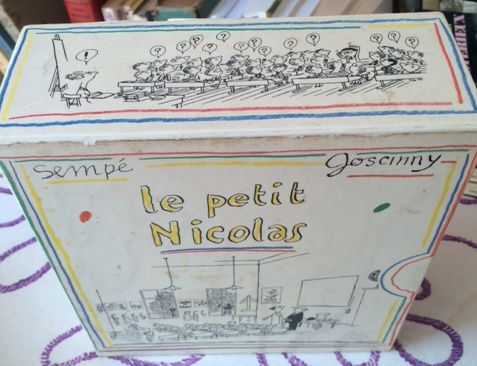 !
? ? ? ? ? ? ? ? ?
sempé goscinny
le petit
Nicolas